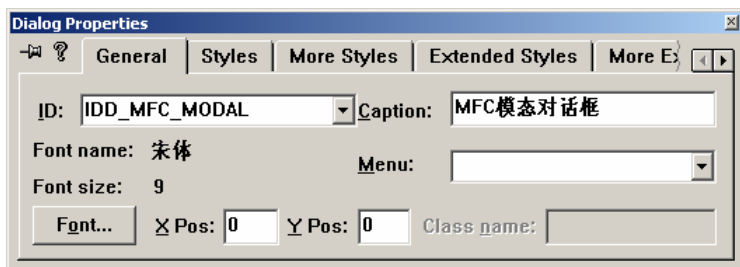 Dialog Properties
General Styles More Styles Extended Styles More Ex
ID: IDD_MFC_MODAL Caption: MFC模态对话框
Font name: 宋体
Menu:
Font size: 9
Font... X Pos: 0 Y Pos: 0 Class name: